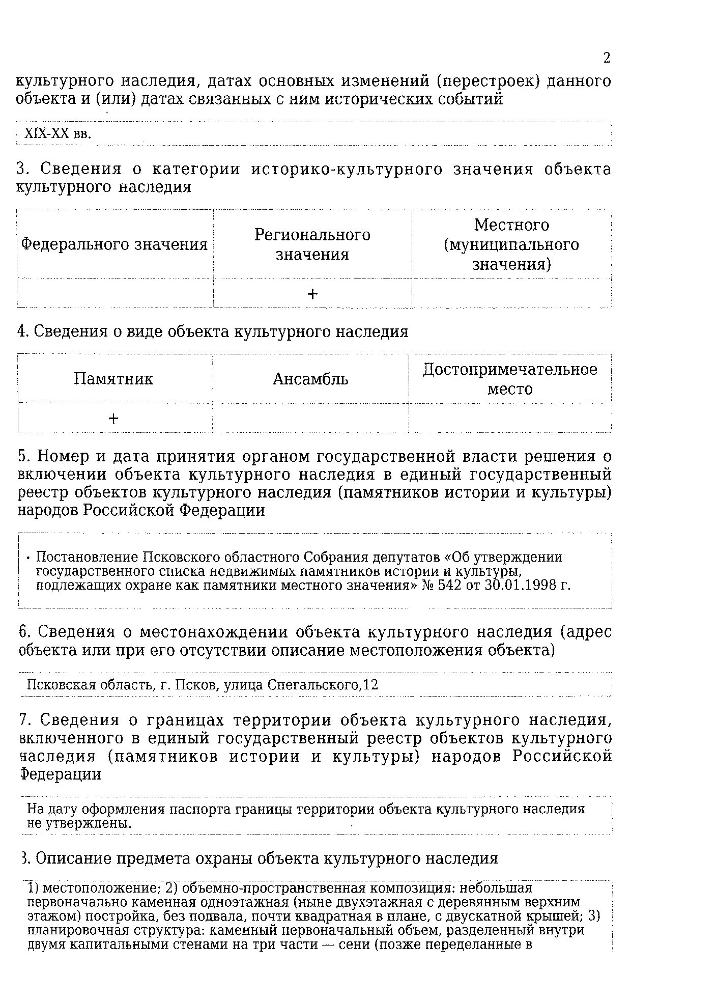 2
культурного наследия, датах основных изменений (перестроек) данного
объекта и (или) датах связанных с ним исторических событий
XIX-XX вв.
3. Сведения о категории историко-культурного значения объекта
культурного наследия
Федерального значения
Регионального
значения
Местного
(муниципального
значения)
+
4. Сведения о виде объекта культурного наследия
Памятник
Ансамбль
Достопримечательное
место
+
5. Номер и дата принятия органом государственной власти решения о
включении объекта культурного наследия в единый государственный
реестр объектов культурного наследия (памятников истории и культуры)
народов Российской Федерации
· Постановление Псковского областного Собрания депутатов «Об утверждении
государственного списка недвижимых памятников истории и культуры,
подлежащих охране как памятники местного значения» № 542 от 30.01.1998 г.
6. Сведения о местонахождении объекта культурного наследия (адрес
объекта или при его отсутствии описание местоположения объекта)
Псковская область, г. Псков, улица Спегальского,12
7. Сведения о границах территории объекта культурного наследия,
включенного в единый государственный реестр объектов культурного
наследия (памятников истории и культуры) народов Российской
Федерации
На дату оформления паспорта границы территории объекта культурного наследия
не утверждены.
8. Описание предмета охраны объекта культурного наследия
1) местоположение; 2) объемно-пространственная композиция: небольшая
первоначально каменная одноэтажная (ныне двухэтажная с деревянным верхним
этажом) постройка, без подвала, почти квадратная в плане, с двускатной крышей; 3)
планировочная структура: каменный первоначальный объем, разделенный внутри
двумя капитальными стенами на три части — сени (позже переделанные в